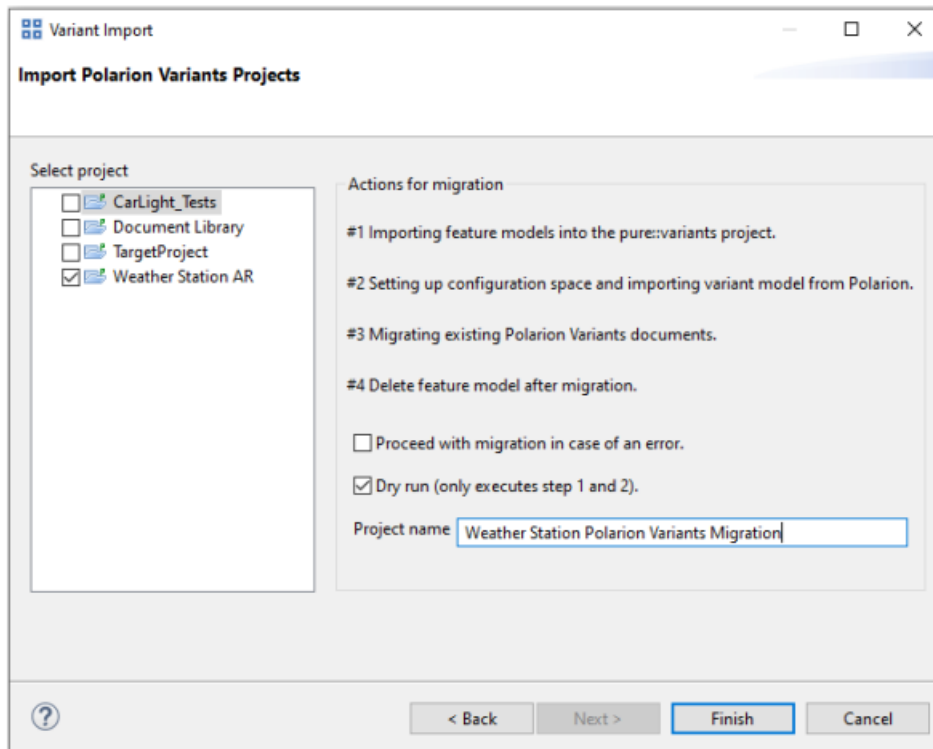 Variant Import
Import Polarion Variants Projects
Select project
CarLight_Tests
Document Library
TargetProject
Weather Station AR
Actions for migration
#1 Importing feature models into the pure::variants project.
#2 Setting up configuration space and importing variant model from Polarion.
#3 Migrating existing Polarion Variants documents.
#4 Delete feature model after migration.
Proceed with migration in case of an error.
Dry run (only executes step 1 and 2).
Project name Weather Station Polarion Variants Migration
? < Back Next > Finish Cancel